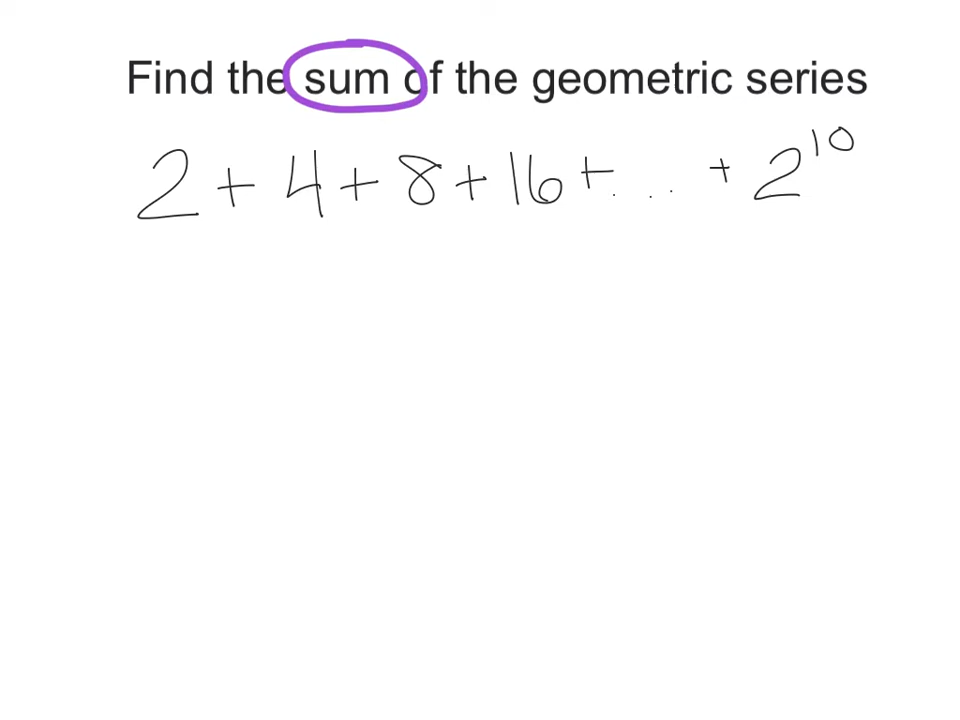 Find the sum of the geometric series
2 + 4 + 8 + 16 + . . . + 2^10